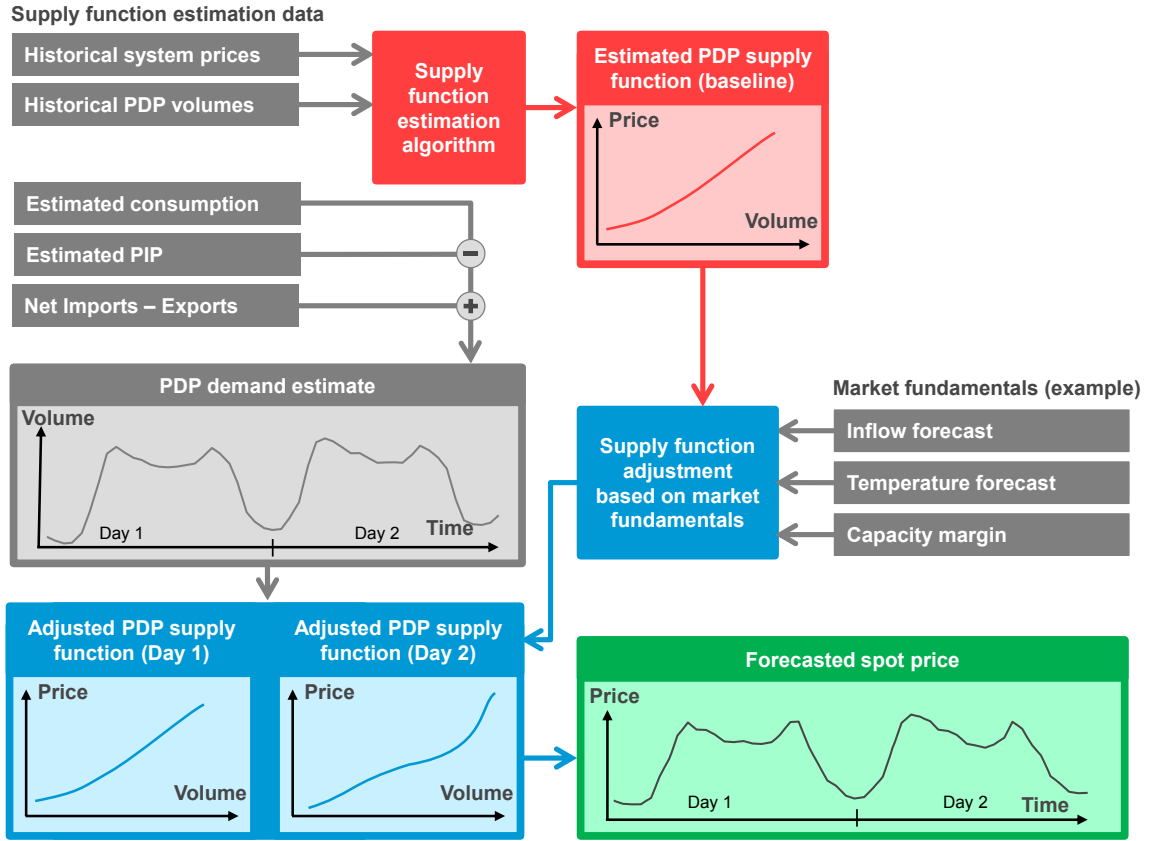 Supply function estimation data
Historical system prices
Historical PDP volumes
Supply
function
estimation
algorithm
Estimated PDP supply
function (baseline)
Price
Volume
Estimated consumption
Estimated PIP
Net Imports – Exports
−
+
PDP demand estimate
Volume
Day 1
Day 2
Time
Supply function
adjustment
based on market
fundamentals
Market fundamentals (example)
Inflow forecast
Temperature forecast
Capacity margin
Adjusted PDP supply
function (Day 1)
Price
Volume
Adjusted PDP supply
function (Day 2)
Price
Volume
Forecasted spot price
Price
Day 1
Day 2
Time